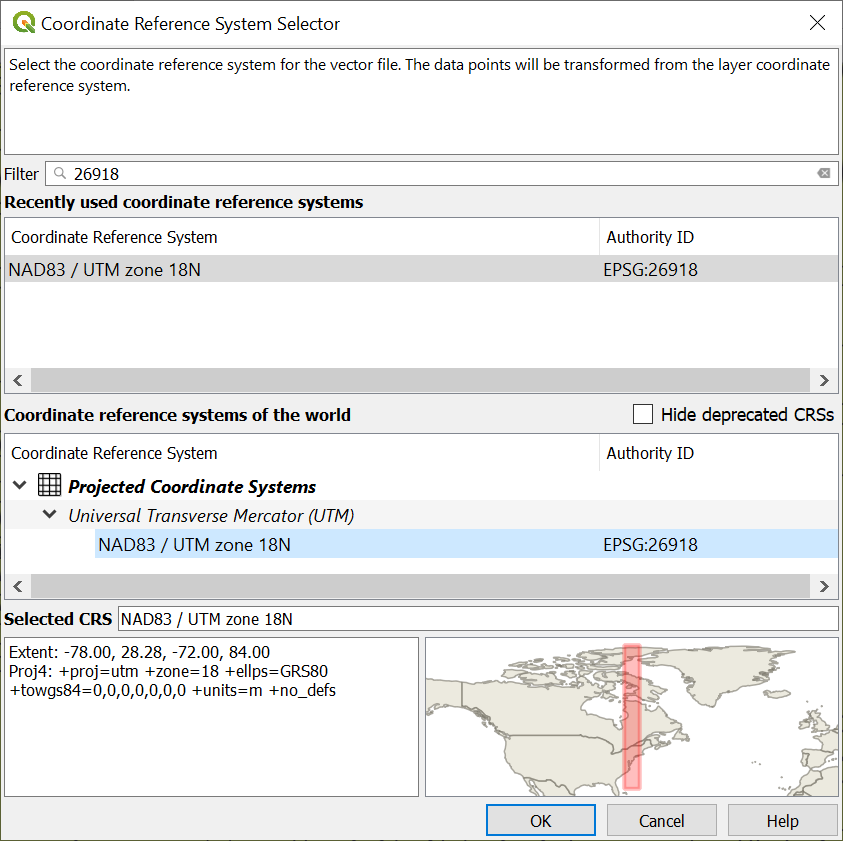 Coordinate Reference System Selector
Select the coordinate reference system for the vector file. The data points will be transformed from the layer coordinate
reference system.
Filter 26918
Recently used coordinate reference systems
Coordinate Reference System Authority ID
NAD83 / UTM zone 18N EPSG:26918
Coordinate reference systems of the world Hide deprecated CRSs
Coordinate Reference System Authority ID
Projected Coordinate Systems
Universal Transverse Mercator (UTM)
NAD83 / UTM zone 18N EPSG:26918
Selected CRS NAD83 / UTM zone 18N
Extent: -78.00, 28.28, -72.00, 84.00
Proj4: +proj=utm +zone=18 +ellps=GRS80
+towgs84=0,0,0,0,0,0,0 +units=m +no_defs
OK Cancel Help